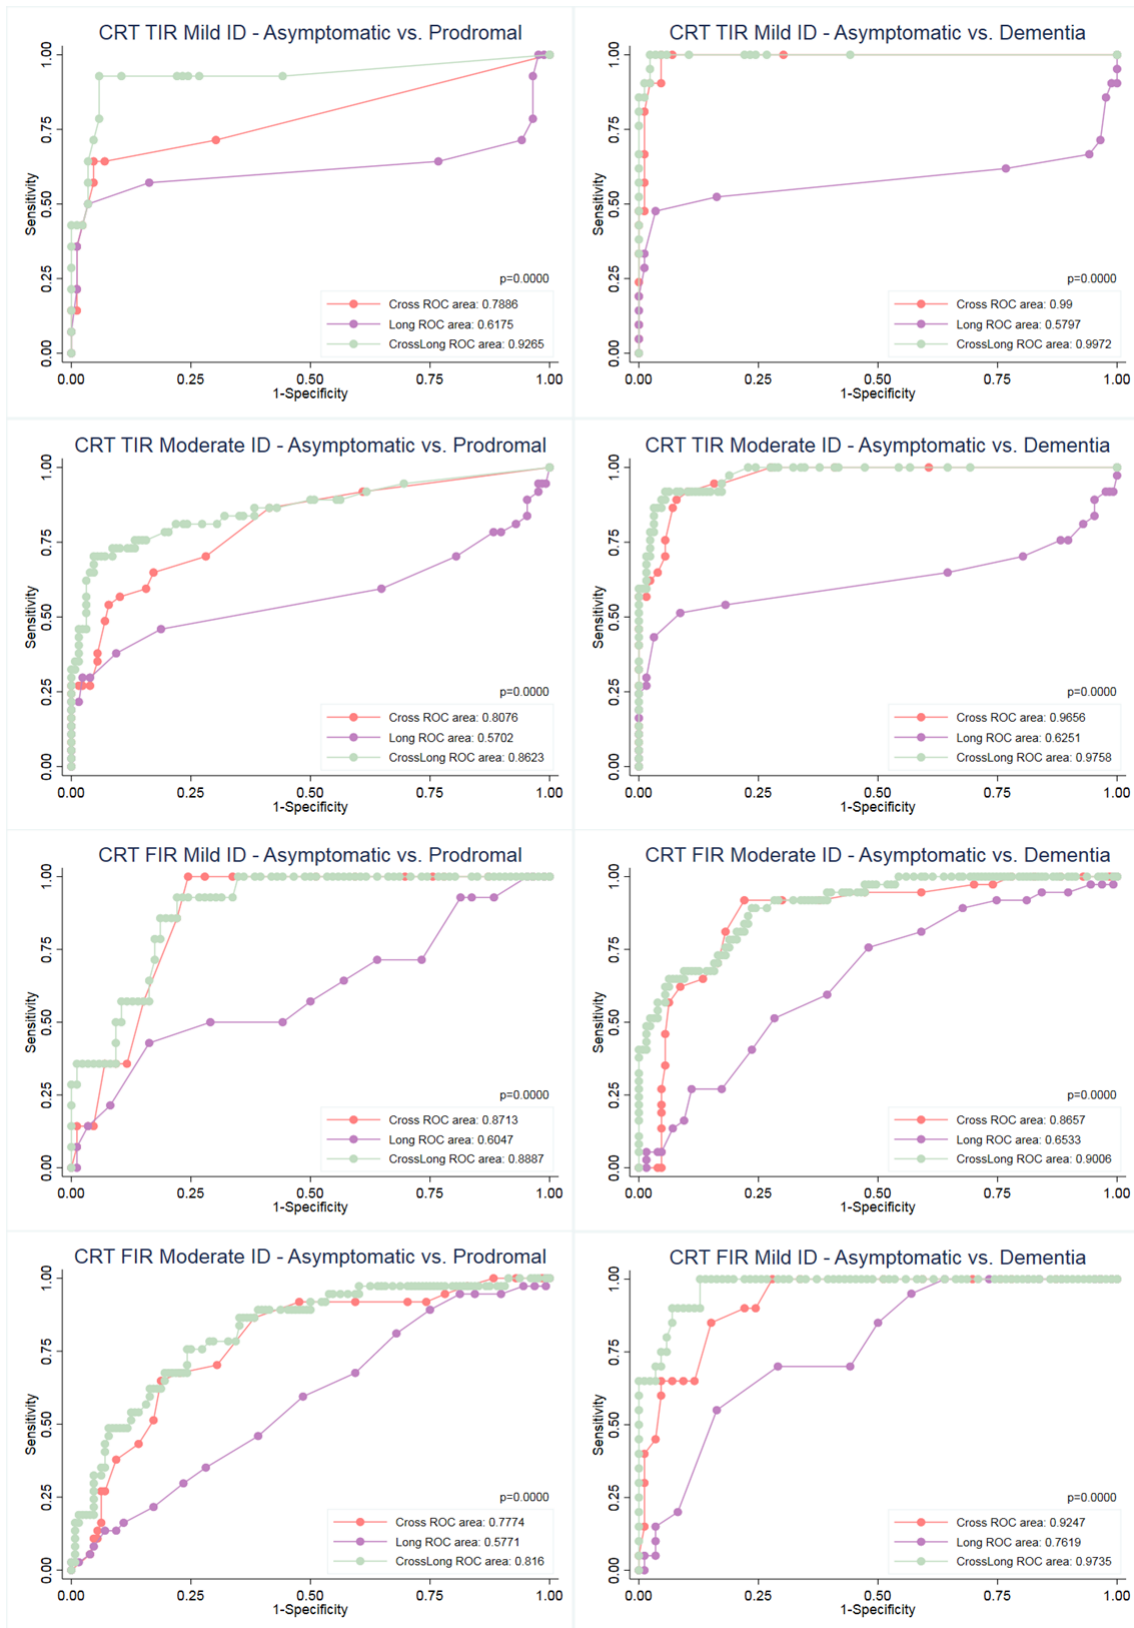 CRT TIR Mild ID - Asymptomatic vs. Prodromal
1.00
0.75
0.50
0.25
0.00
Sensitivity
p=0.0000
Cross ROC area: 0.7886
Long ROC area: 0.6175
CrossLong ROC area: 0.9265
0.00 0.25 0.50 0.75 1.00
1-Specificity
CRT TIR Mild ID - Asymptomatic vs. Dementia
1.00
0.75
0.50
0.25
0.00
Sensitivity
p=0.0000
Cross ROC area: 0.99
Long ROC area: 0.5797
CrossLong ROC area: 0.9972
0.00 0.25 0.50 0.75 1.00
1-Specificity
CRT TIR Moderate ID - Asymptomatic vs. Prodromal
1.00
0.75
0.50
0.25
0.00
Sensitivity
p=0.0000
Cross ROC area: 0.8076
Long ROC area: 0.5702
CrossLong ROC area: 0.8623
0.00 0.25 0.50 0.75 1.00
1-Specificity
CRT TIR Moderate ID - Asymptomatic vs. Dementia
1.00
0.75
0.50
0.25
0.00
Sensitivity
p=0.0000
Cross ROC area: 0.9656
Long ROC area: 0.6251
CrossLong ROC area: 0.9758
0.00 0.25 0.50 0.75 1.00
1-Specificity
CRT FIR Mild ID - Asymptomatic vs. Prodromal
1.00
0.75
0.50
0.25
0.00
Sensitivity
p=0.0000
Cross ROC area: 0.8713
Long ROC area: 0.6047
CrossLong ROC area: 0.8887
0.00 0.25 0.50 0.75 1.00
1-Specificity
CRT FIR Moderate ID - Asymptomatic vs. Dementia
1.00
0.75
0.50
0.25
0.00
Sensitivity
p=0.0000
Cross ROC area: 0.8657
Long ROC area: 0.6533
CrossLong ROC area: 0.9006
0.00 0.25 0.50 0.75 1.00
1-Specificity
CRT FIR Moderate ID - Asymptomatic vs. Prodromal
1.00
0.75
0.50
0.25
0.00
Sensitivity
p=0.0000
Cross ROC area: 0.7774
Long ROC area: 0.5771
CrossLong ROC area: 0.816
0.00 0.25 0.50 0.75 1.00
1-Specificity
CRT FIR Mild ID - Asymptomatic vs. Dementia
1.00
0.75
0.50
0.25
0.00
Sensitivity
p=0.0000
Cross ROC area: 0.9247
Long ROC area: 0.7619
CrossLong ROC area: 0.9735
0.00 0.25 0.50 0.75 1.00
1-Specificity